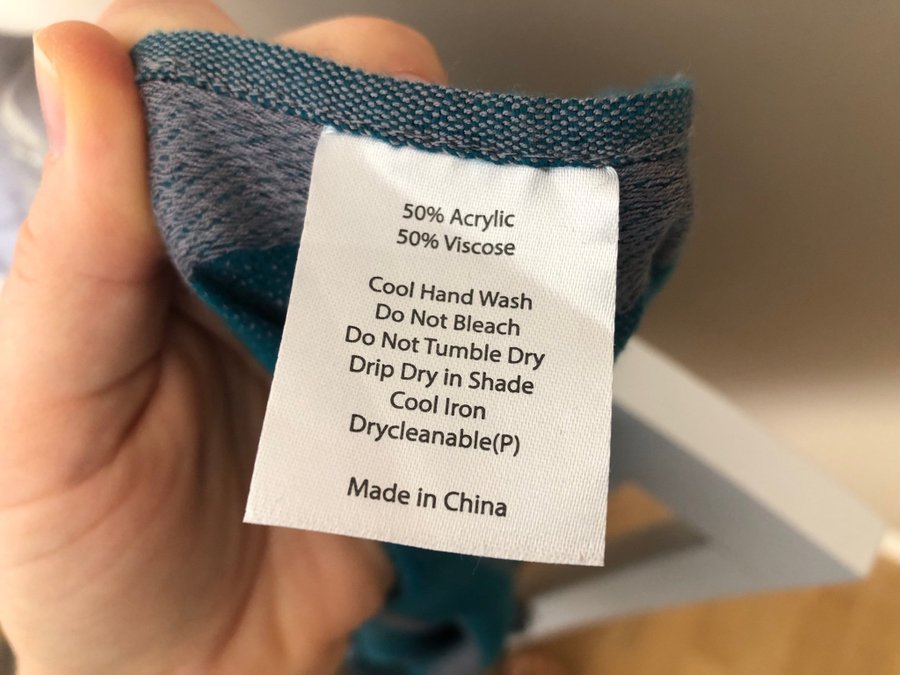 50% Acrylic
50% Viscose
Cool Hand Wash
Do Not Bleach
Do Not Tumble Dry
Drip Dry in Shade
Cool Iron
Drycleanable(P)
Made in China